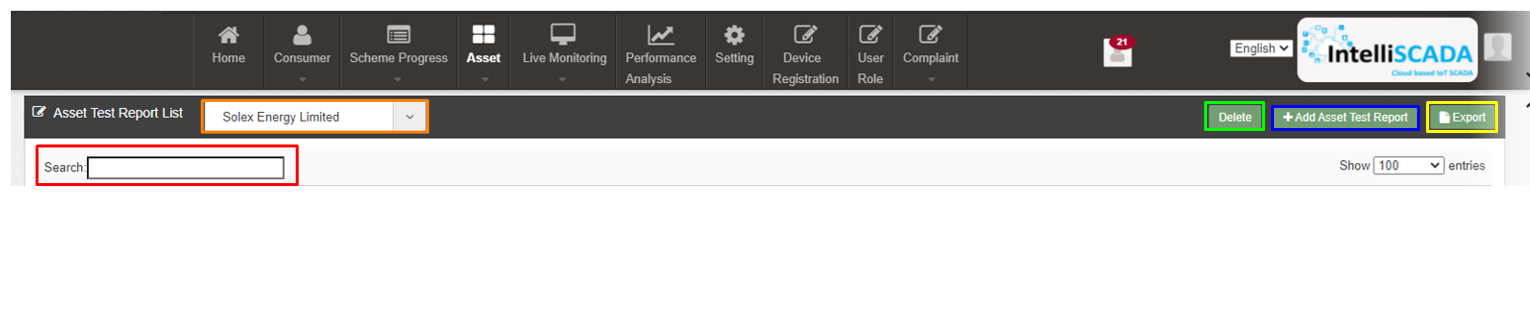 21
English
IntelliSCADA
Cloud based IoT SCADA
Home
Consumer
Scheme Progress
Asset
Live Monitoring
Performance
Analysis
Setting
Device
Registration
User
Role
Complaint
Asset Test Report List
Solex Energy Limited
Delete
+ Add Asset Test Report
Export
Search:
Show 100 entries